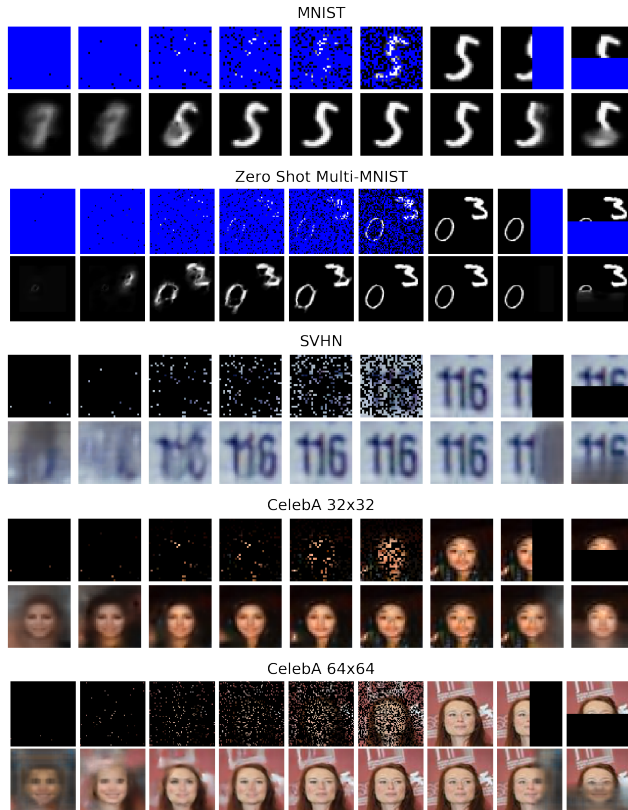 MNIST
Zero Shot Multi-MNIST
SVHN
CelebA 32x32
CelebA 64x64